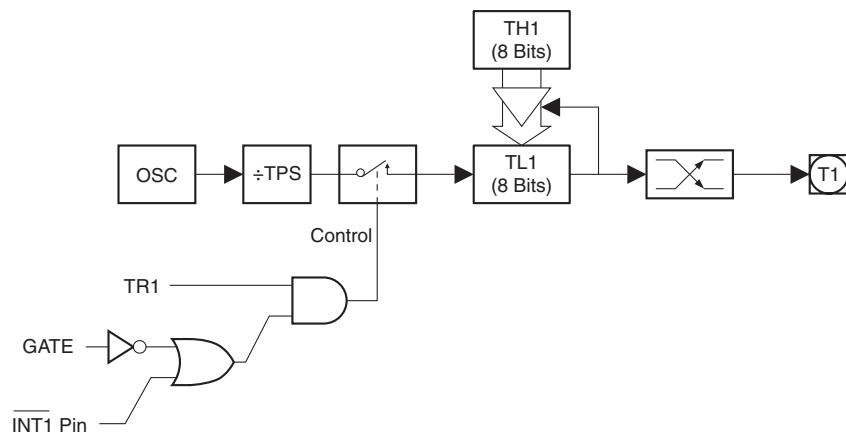 TH1
(8 Bits)
OSC
÷TPS
TL1
(8 Bits)
T1
Control
TR1
GATE
INT1 Pin